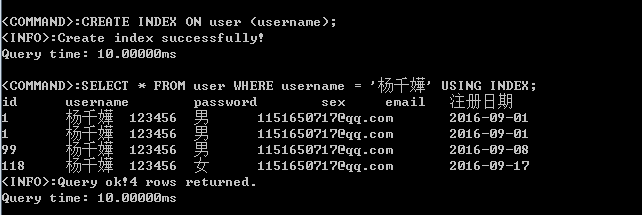 <COMMAND>:CREATE INDEX ON user (username);
<INFO>:Create index successfully!
Query time: 10.00000ms
<COMMAND>:SELECT * FROM user WHERE username = '杨千嬅' USING INDEX;
id username password sex email 注册日期
1 杨千嬅 123456 男 1151650717@qq.com 2016-09-01
1 杨千嬅 123456 男 1151650717@qq.com 2016-09-01
99 杨千嬅 123456 男 1151650717@qq.com 2016-09-08
118 杨千嬅 123456 女 1151650717@qq.com 2016-09-17
<INFO>:Query ok!4 rows returned.
Query time: 10.00000ms